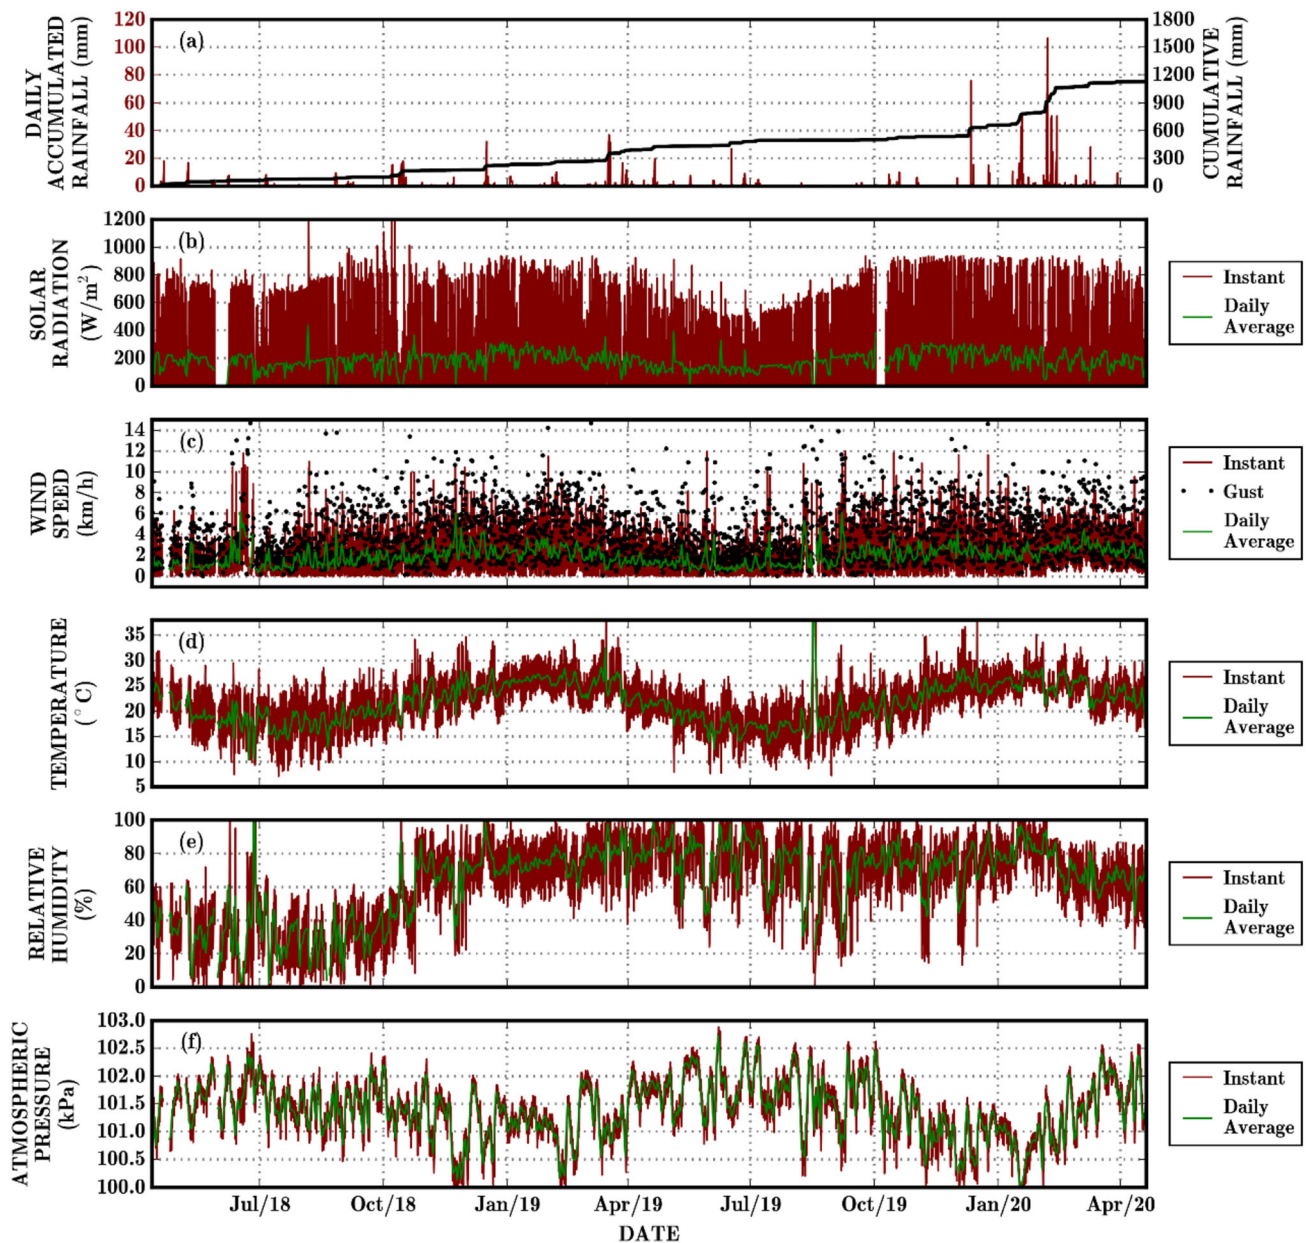 DAILY
ACCUMULATED
RAINFALL (mm)
120
100
80
60
40
20
0
(a)
1800
1500
1200
900
600
300
0
CUMULATIVE
RAINFALL (mm)
SOLAR
RADIATION
(W/m²)
1200
1000
800
600
400
200
0
(b)
Instant
Daily
Average
WIND
SPEED
(km/h)
14
12
10
8
6
4
2
0
(c)
Instant
Gust
Daily
Average
TEMPERATURE
(°C)
35
30
25
20
15
10
5
(d)
Instant
Daily
Average
RELATIVE
HUMIDITY
(%)
100
80
60
40
20
0
(e)
Instant
Daily
Average
ATMOSPHERIC
PRESSURE
(kPa)
103.0
102.5
102.0
101.5
101.0
100.5
100.0
(f)
Instant
Daily
Average
Jul/18 Oct/18 Jan/19 Apr/19 Jul/19 Oct/19 Jan/20 Apr/20
DATE